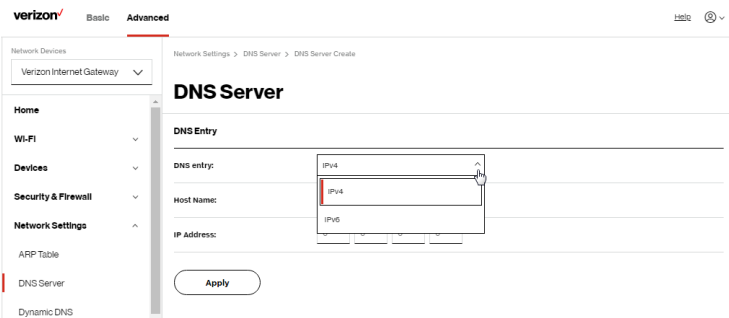 verizon✓
Basic
Advanced
Help
Network Devices
Verizon Internet Gateway
Home
Wi-Fi
Devices
Security & Firewall
Network Settings
ARP Table
DNS Server
Dynamic DNS
Network Settings > DNS Server > DNS Server Create
DNS Server
DNS Entry
DNS entry:
IPv4
IPv4
IPv6
Host Name:
IP Address:
Apply